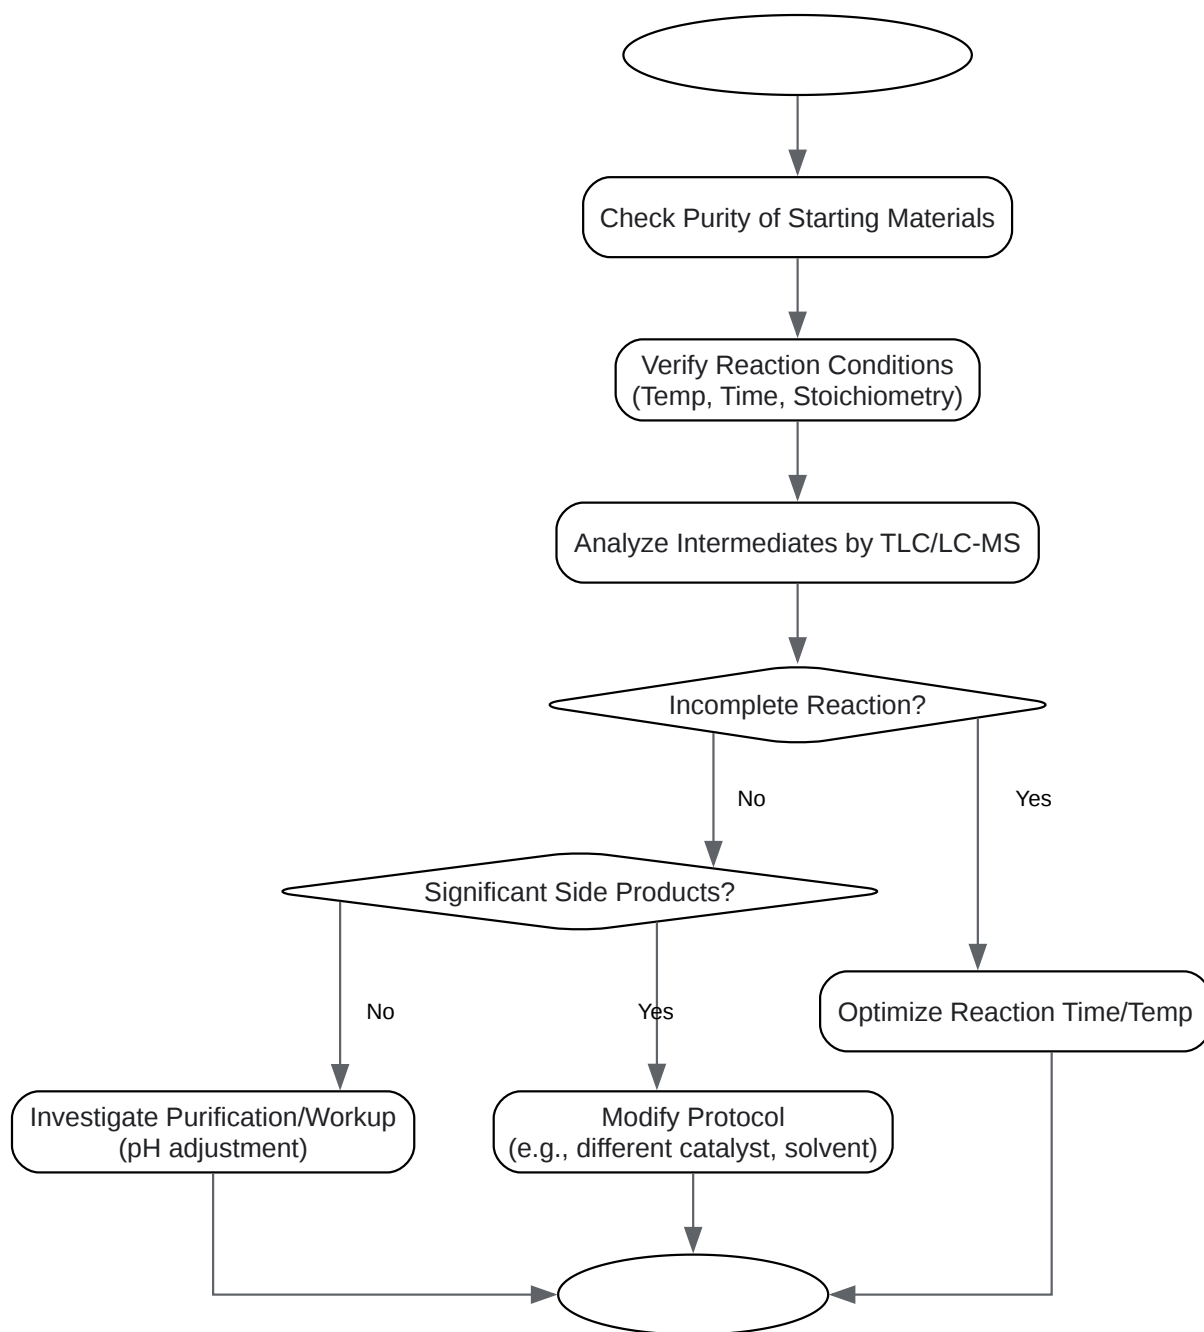 Check Purity of Starting Materials
Verify Reaction Conditions
(Temp, Time, Stoichiometry)
Analyze Intermediates by TLC/LC-MS
Incomplete Reaction?
No
Yes
Significant Side Products?
No
Yes
Optimize Reaction Time/Temp
Investigate Purification/Workup
(pH adjustment)
Modify Protocol
(e.g., different catalyst, solvent)